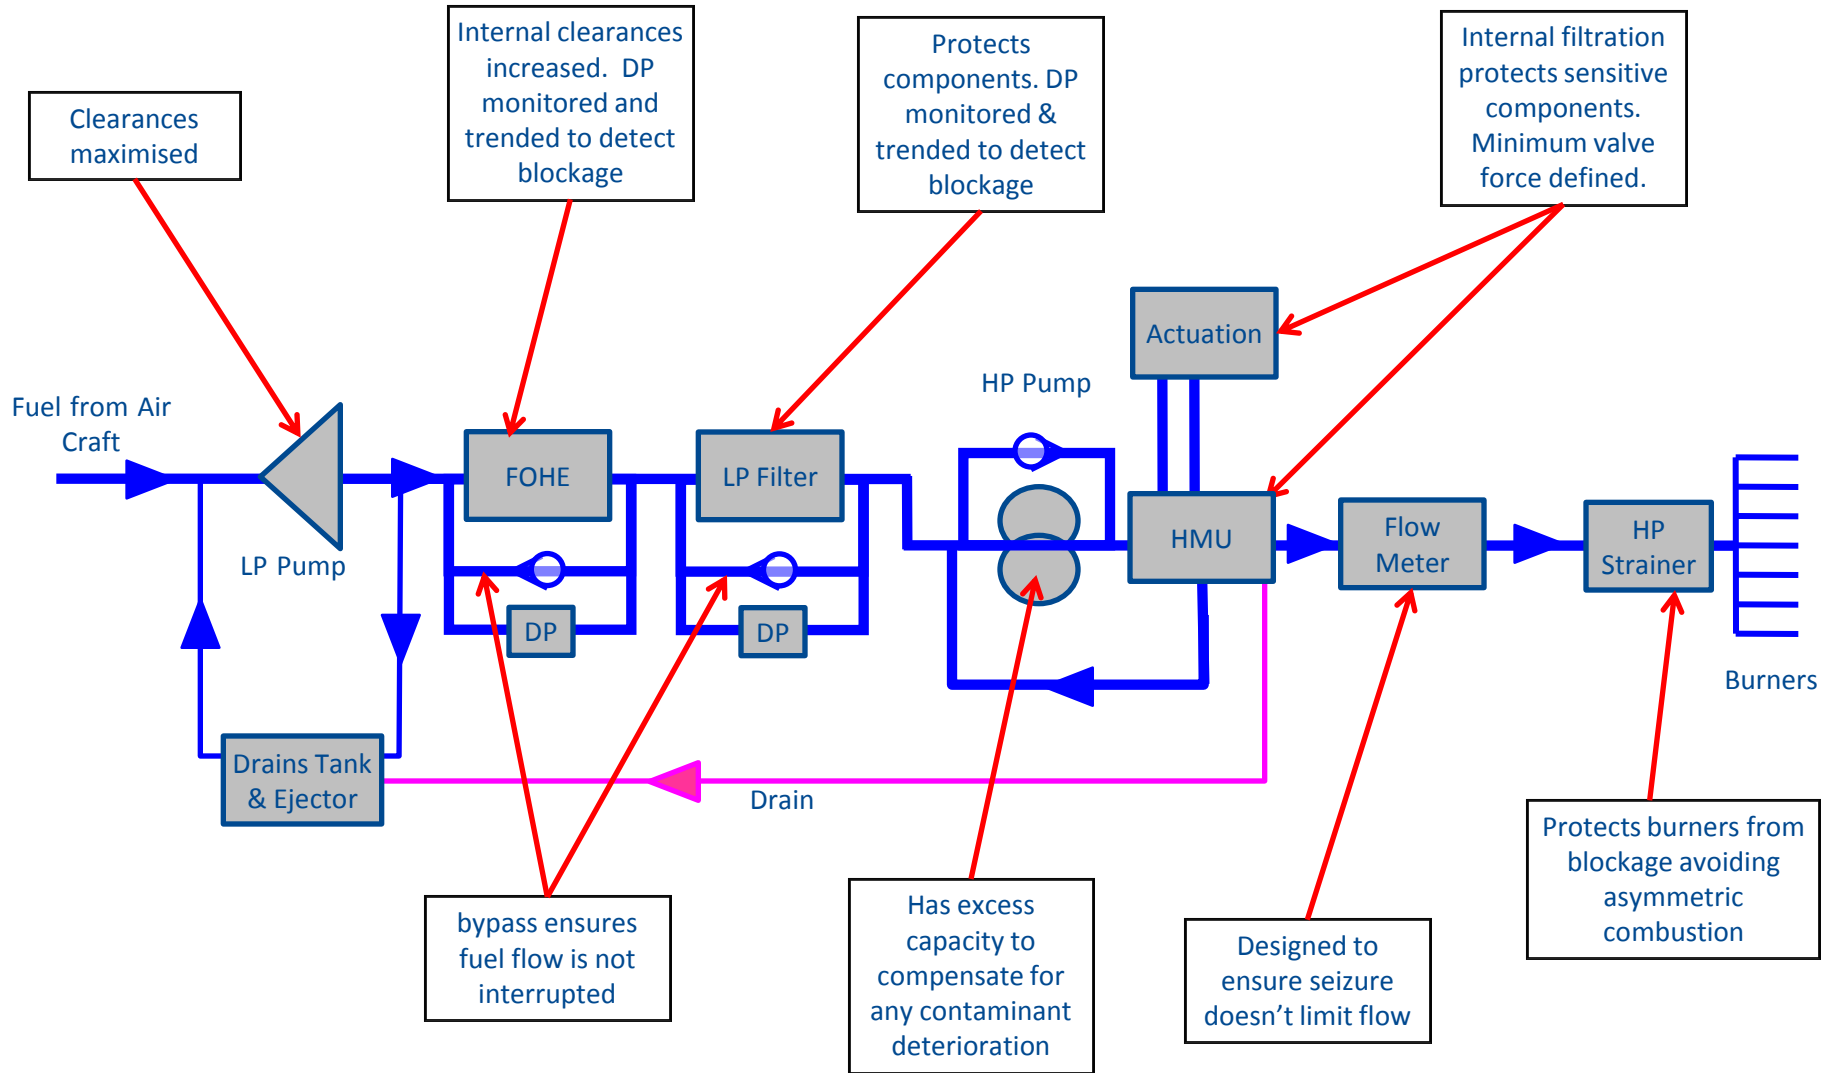 Internal clearances
increased.  DP
monitored and
trended to detect
blockage
Protects
components. DP
monitored &
trended to detect
blockage
Internal filtration
protects sensitive
components.
Minimum valve
force defined.
Clearances
maximised
Actuation
HP Pump
Fuel from Air
Craft
FOHE
LP Filter
LP Pump
HMU
Flow
Meter
HP
Strainer
DP
DP
Burners
Drains Tank
& Ejector
Drain
bypass ensures
fuel flow is not
interrupted
Has excess
capacity to
compensate for
any contaminant
deterioration
Designed to
ensure seizure
doesn’t limit flow
Protects burners from
blockage avoiding
asymmetric
combustion